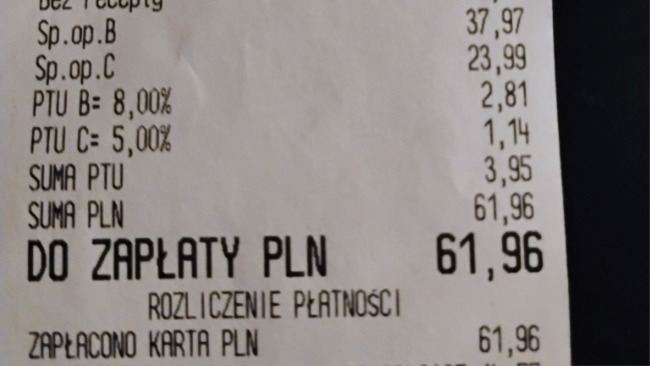 Bez recepty
Sp.op.B 37,97
Sp.op.C 23,99
PTU B= 8,00% 2,81
PTU C= 5,00% 1,14
SUMA PTU 3,95
SUMA PLN 61,96
DO ZAPŁATY PLN 61,96
ROZLICZENIE PŁATNOŚCI
ZAPŁACONO KARTA PLN 61,96